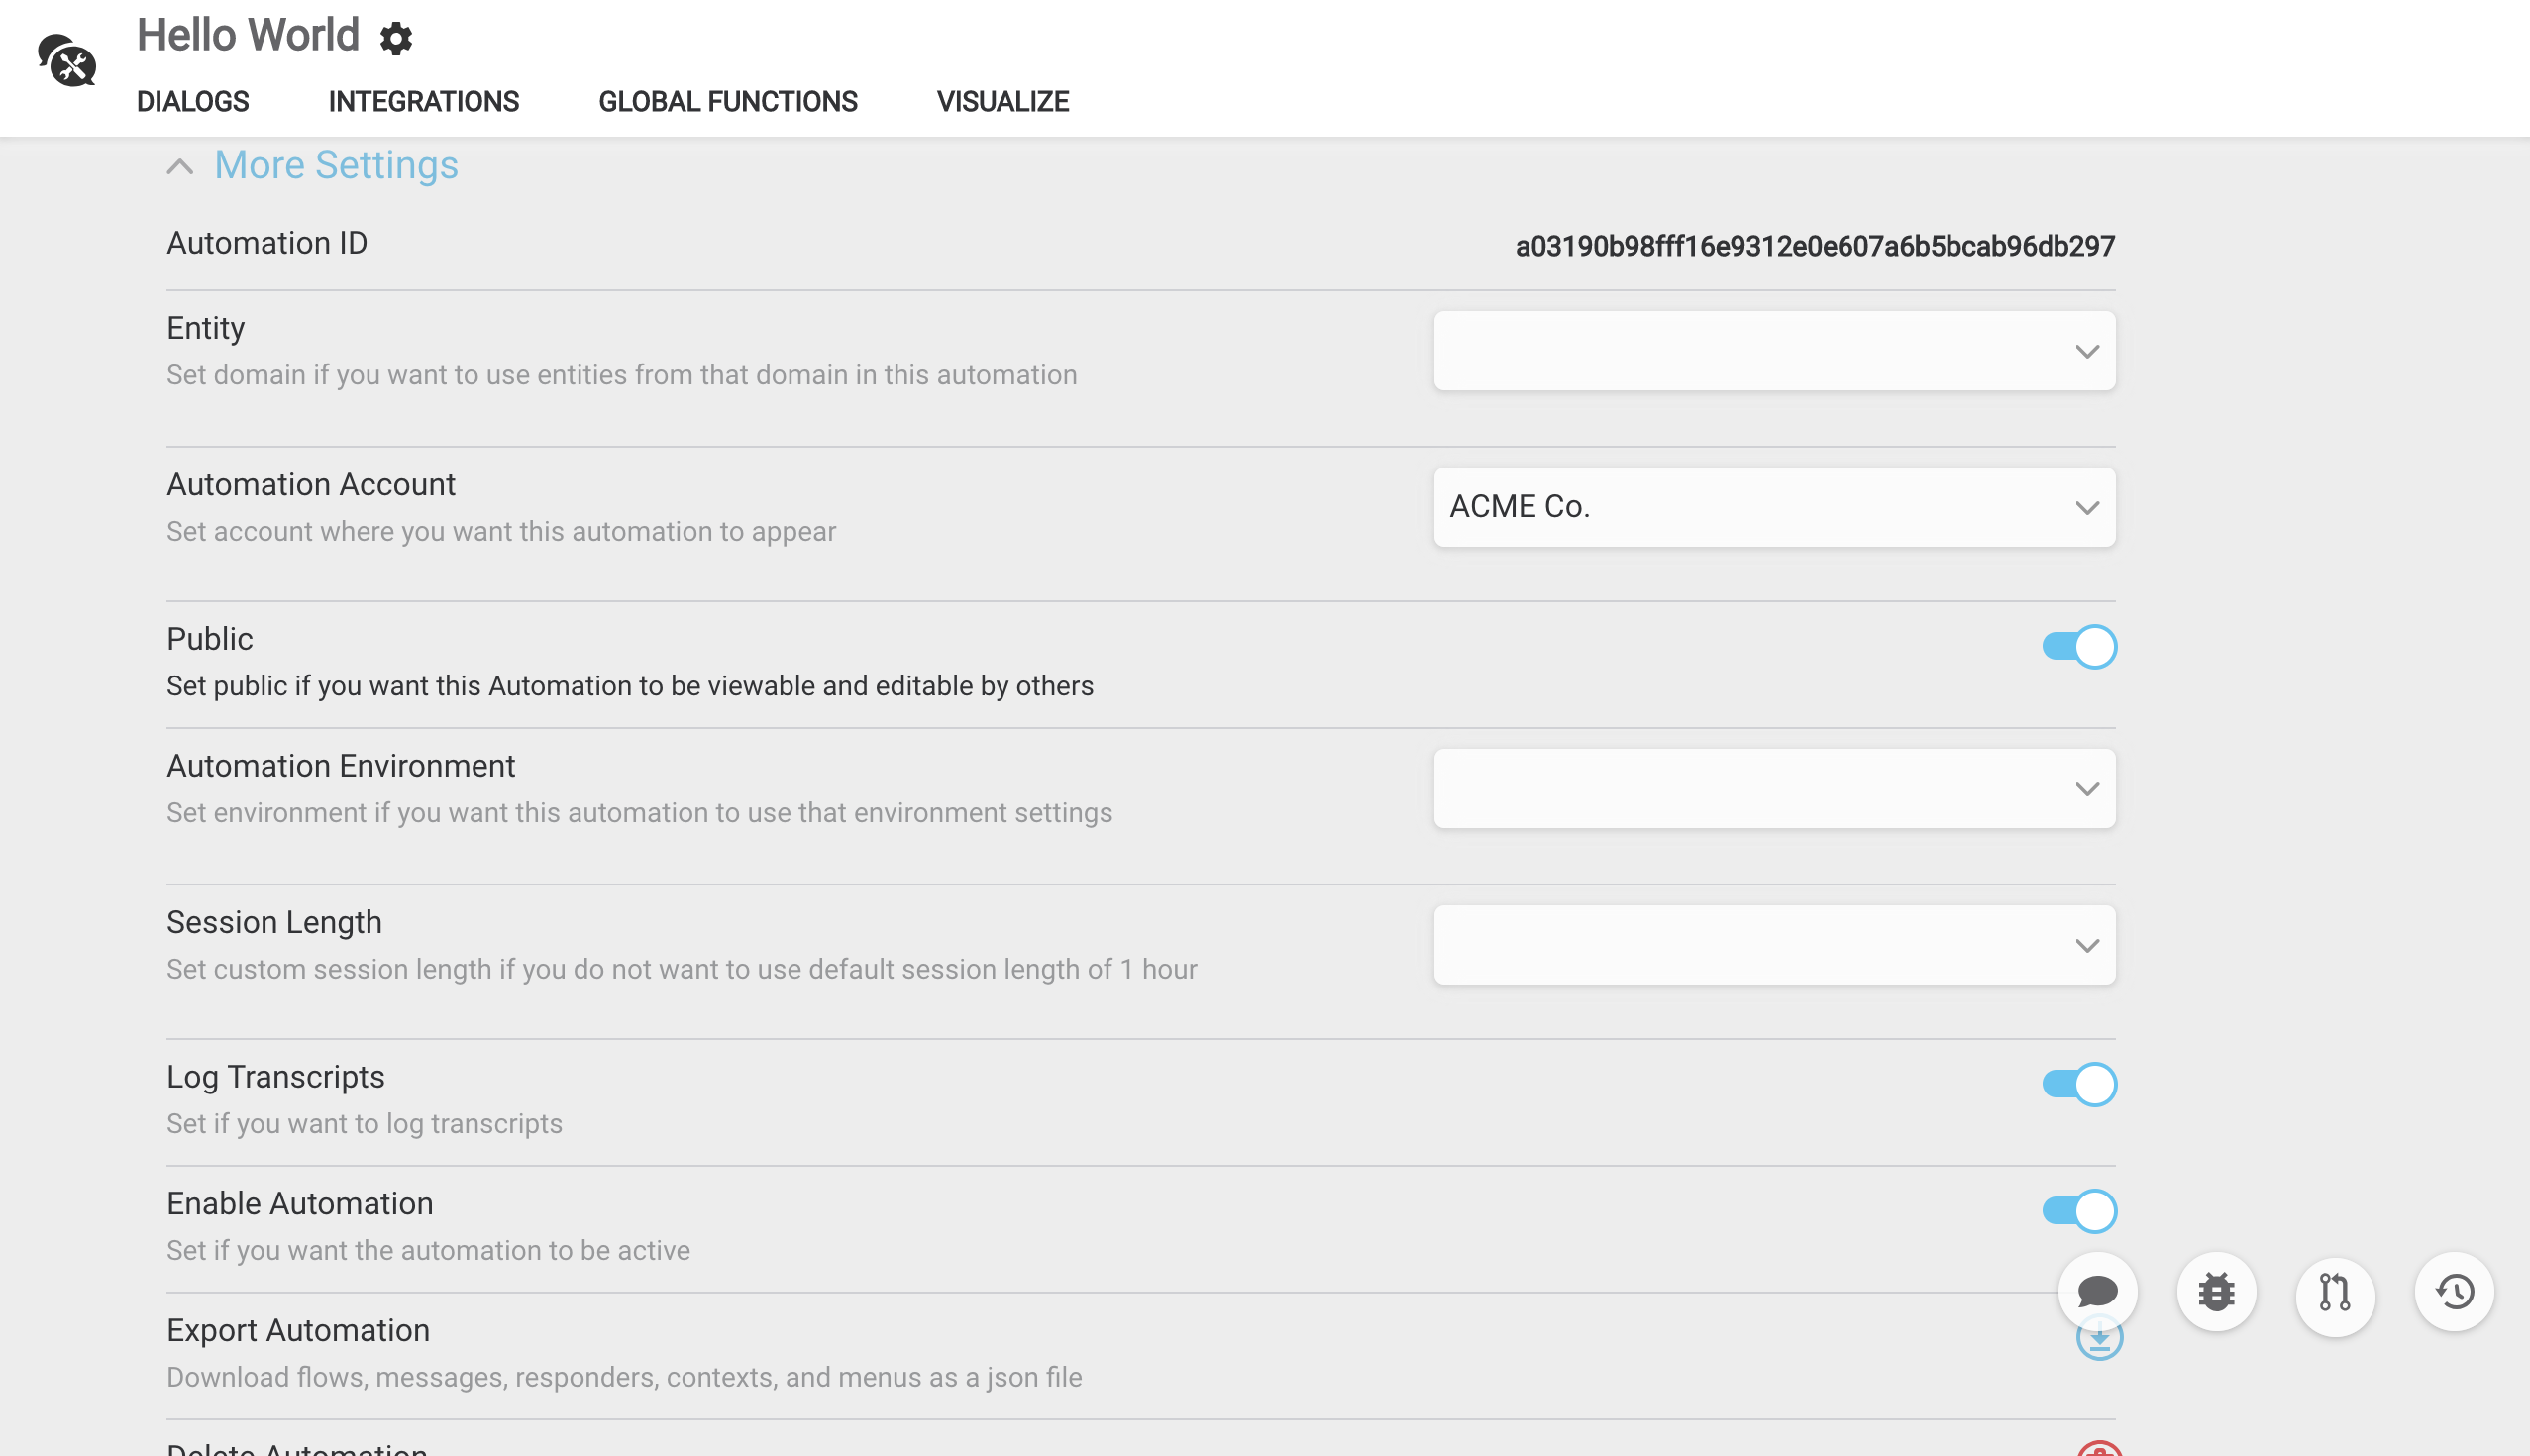 Hello World
DIALOGS INTEGRATIONS GLOBAL FUNCTIONS VISUALIZE
More Settings
Automation ID a03190b98fff16e9312e0e607a6b5bcab96db297
Entity
Set domain if you want to use entities from that domain in this automation
Automation Account
ACME Co.
Set account where you want this automation to appear
Public
Set public if you want this Automation to be viewable and editable by others
Automation Environment
Set environment if you want this automation to use that environment settings
Session Length
Set custom session length if you do not want to use default session length of 1 hour
Log Transcripts
Set if you want to log transcripts
Enable Automation
Set if you want the automation to be active
Export Automation
Download flows, messages, responders, contexts, and menus as a json file
Delete Automation